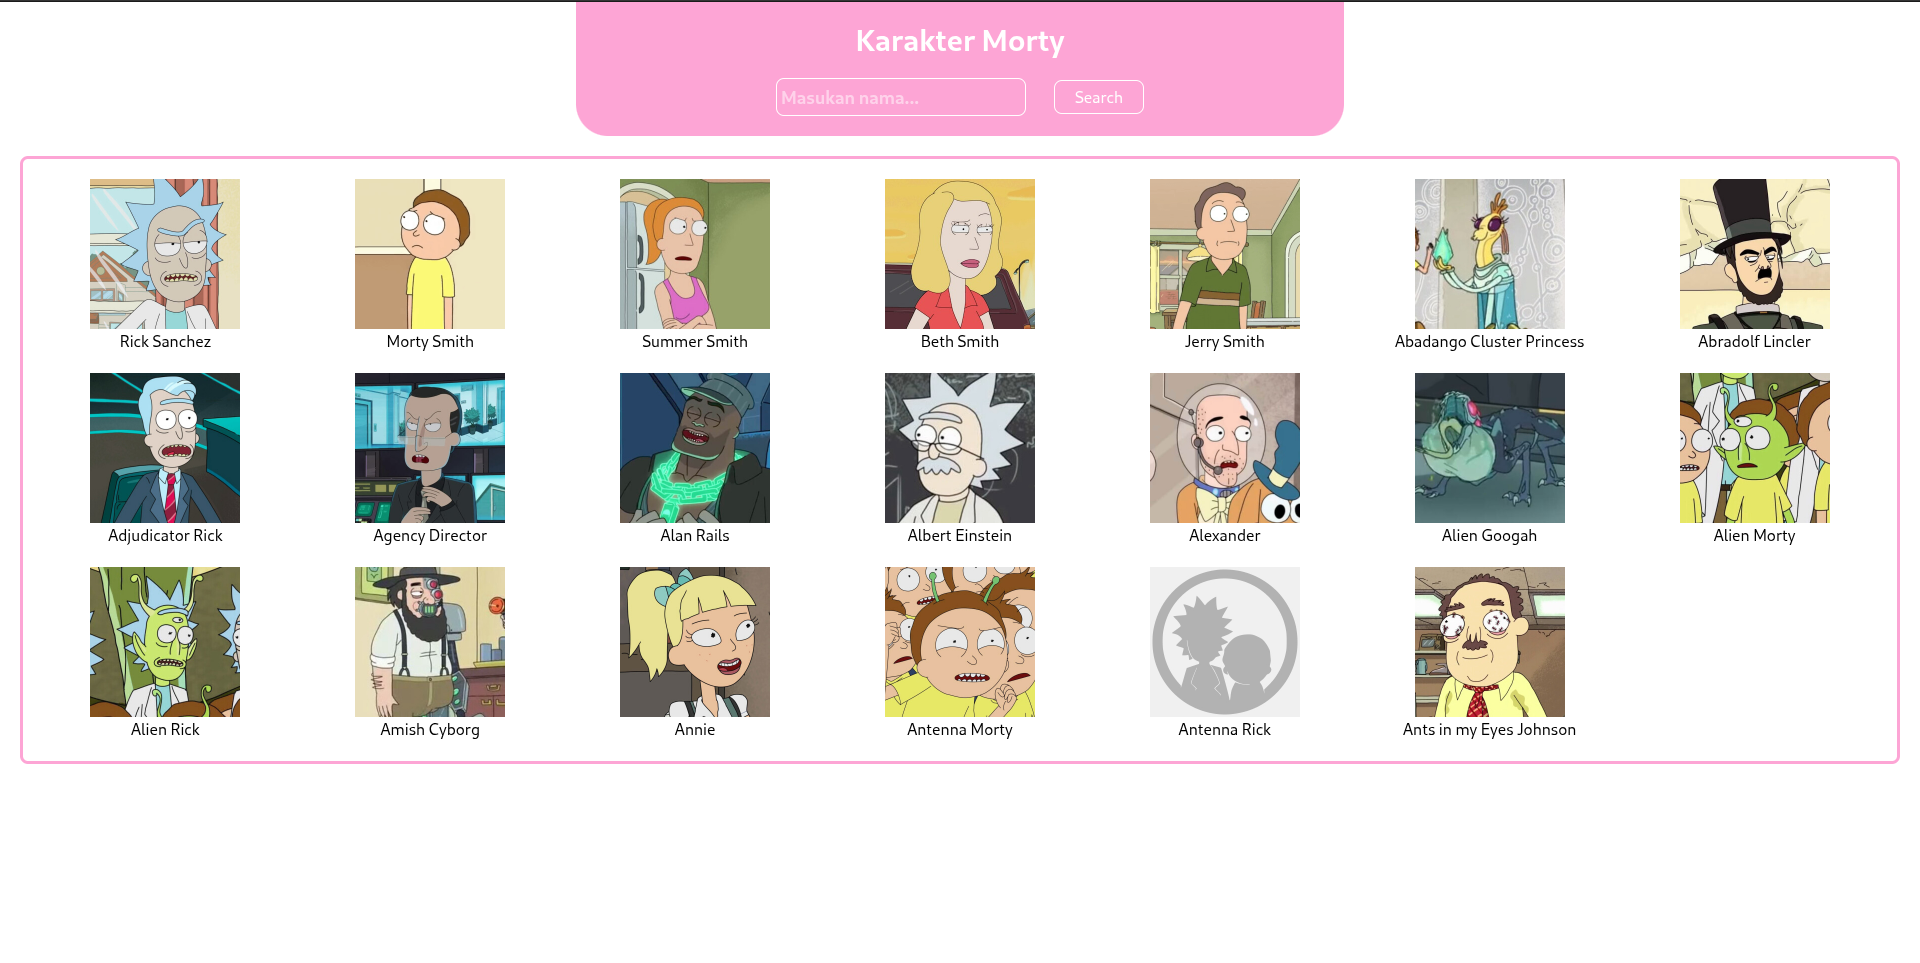 Karakter Morty
Masukan nama...
Search
Rick Sanchez
Morty Smith
Summer Smith
Beth Smith
Jerry Smith
Abadango Cluster Princess
Abradolf Lincler
Adjudicator Rick
Agency Director
Alan Rails
Albert Einstein
Alexander
Alien Googah
Alien Morty
Alien Rick
Amish Cyborg
Annie
Antenna Morty
Antenna Rick
Ants in my Eyes Johnson